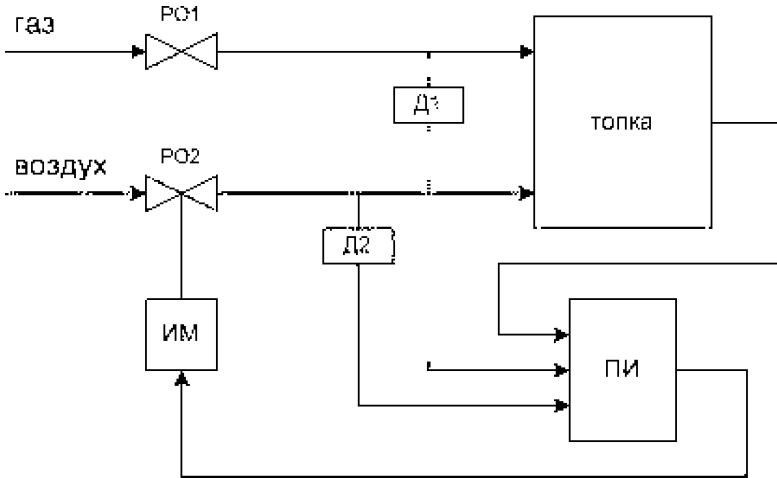 газ
РО1
Д1
топка
воздух
РО2
Д2
ИМ
ПИ